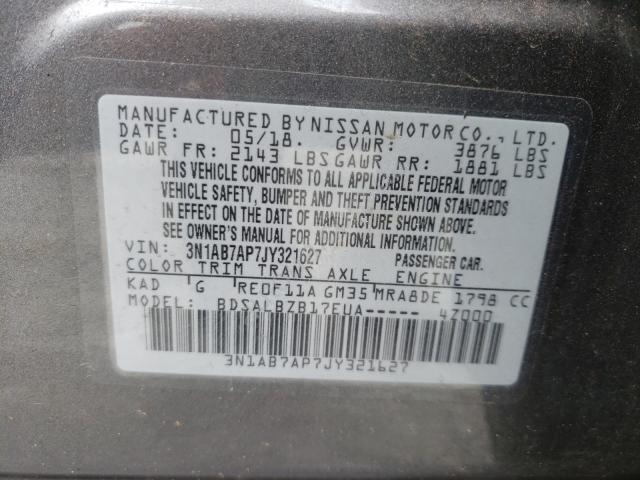 MANUFACTURED BY NISSAN MOTOR CO., LTD.
DATE: 05/18. GVWR: 3876 LBS
GAWR FR: 2143 LBS GAWR RR: 1881 LBS
THIS VEHICLE CONFORMS TO ALL APPLICABLE FEDERAL MOTOR
VEHICLE SAFETY, BUMPER AND THEFT PREVENTION STANDARDS
IN EFFECT ON THE DATE OF MANUFACTURE SHOWN ABOVE.
SEE OWNER'S MANUAL FOR ADDITIONAL INFORMATION.
VIN: 3N1AB7AP7JY321627 PASSENGER CAR.
COLOR TRIM TRANS AXLE ENGINE
KAD G RE0F11A GM35 MRA8DE 1798 CC
MODEL: BDSALBZB17EUA----- 4Z000
3N1AB7AP7JY321627